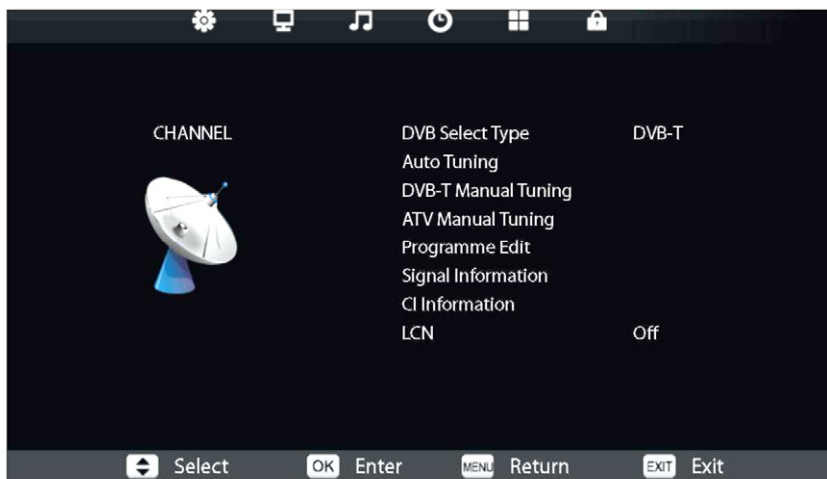 CHANNEL
DVB Select Type DVB-T
Auto Tuning
DVB-T Manual Tuning
ATV Manual Tuning
Programme Edit
Signal Information
CI Information
LCN Off
Select OK Enter MENU Return EXIT Exit